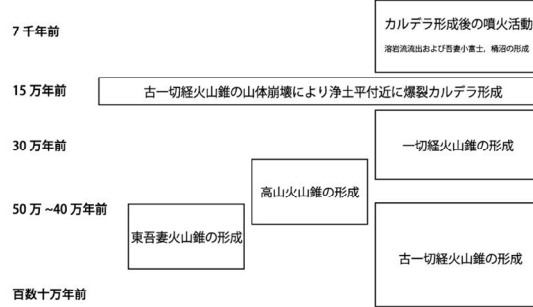 7 千年前
カルデラ形成後の噴火活動
溶岩流流出および吾妻小富士，桶沼の形成
15 万年前
古一切経火山錐の山体崩壊により浄土平付近に爆裂カルデラ形成
30 万年前
一切経火山錐の形成
高山火山錐の形成
50 万 ~40 万年前
東吾妻火山錐の形成
古一切経火山錐の形成
百数十万年前